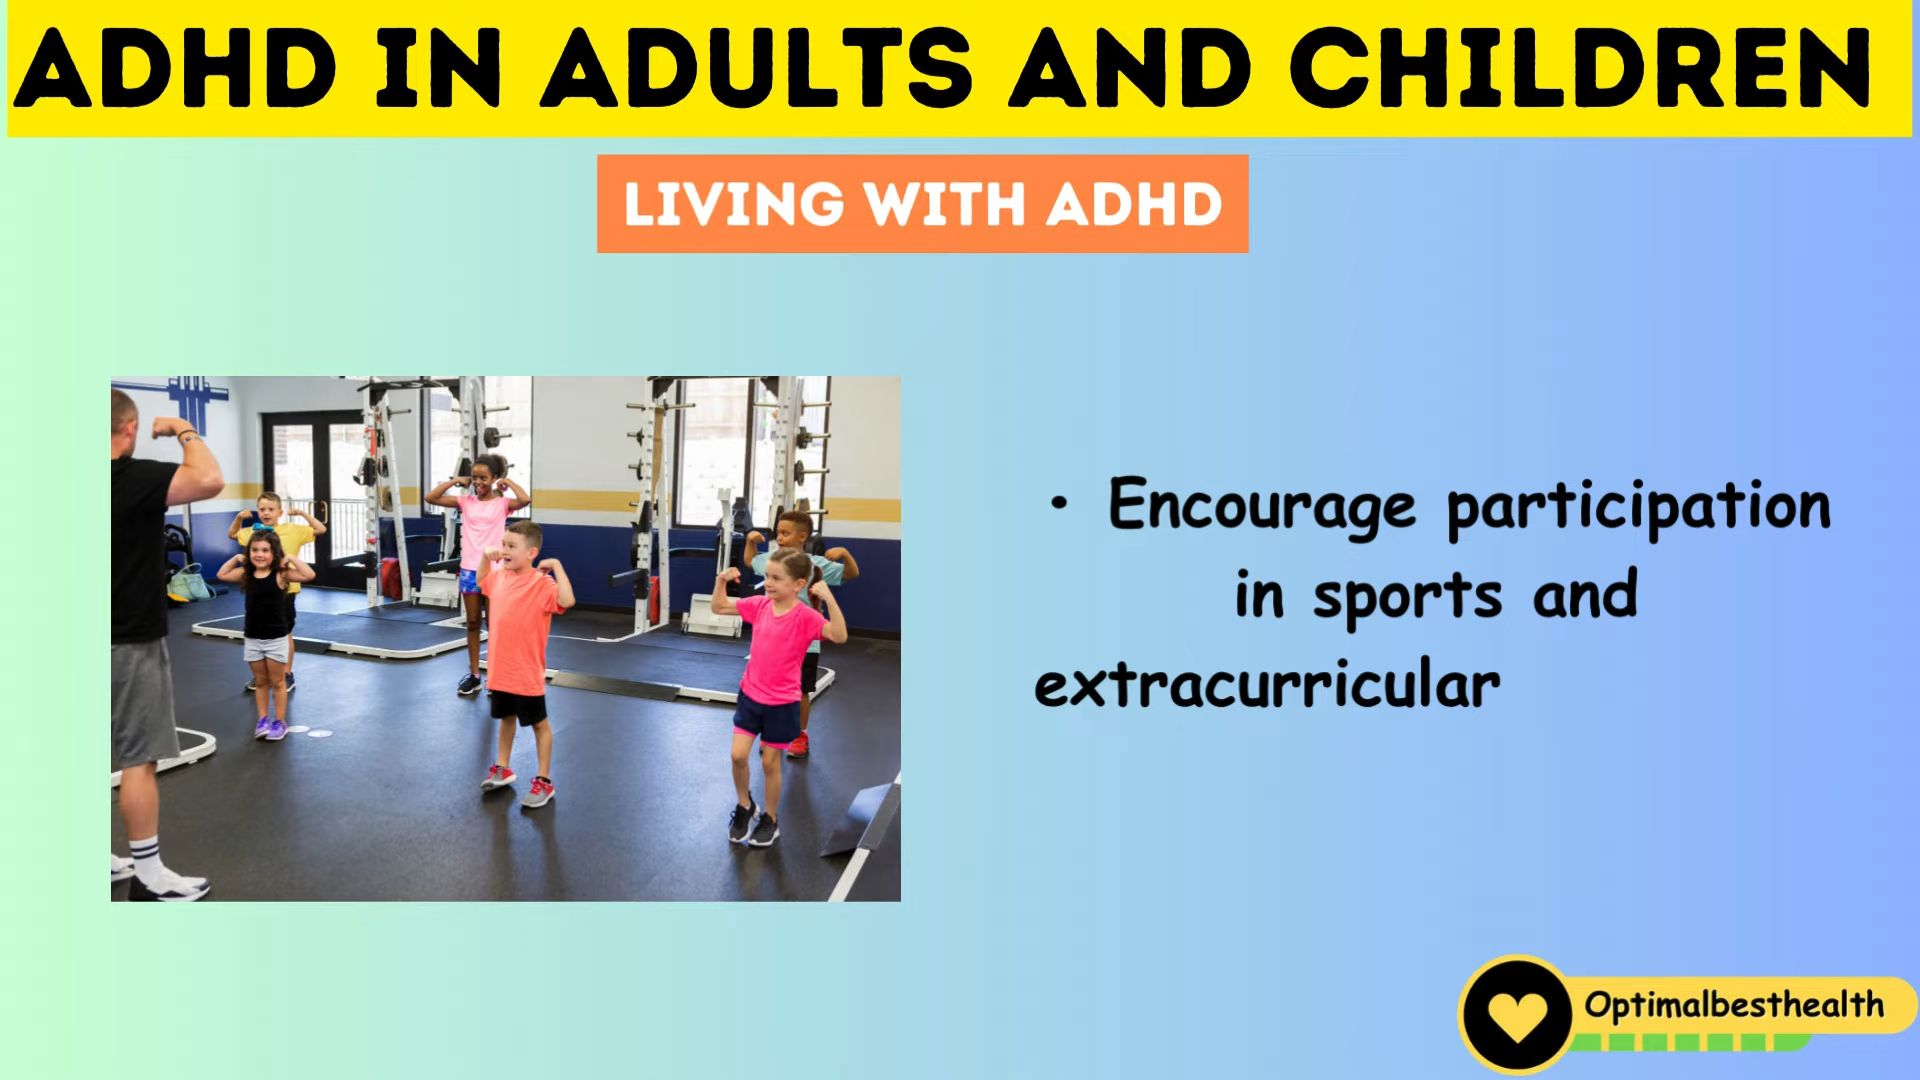 ADHD IN ADULTS AND CHILDREN
LIVING WITH ADHD
• Encourage participation
in sports and
extracurricular
Optimalbesthealth